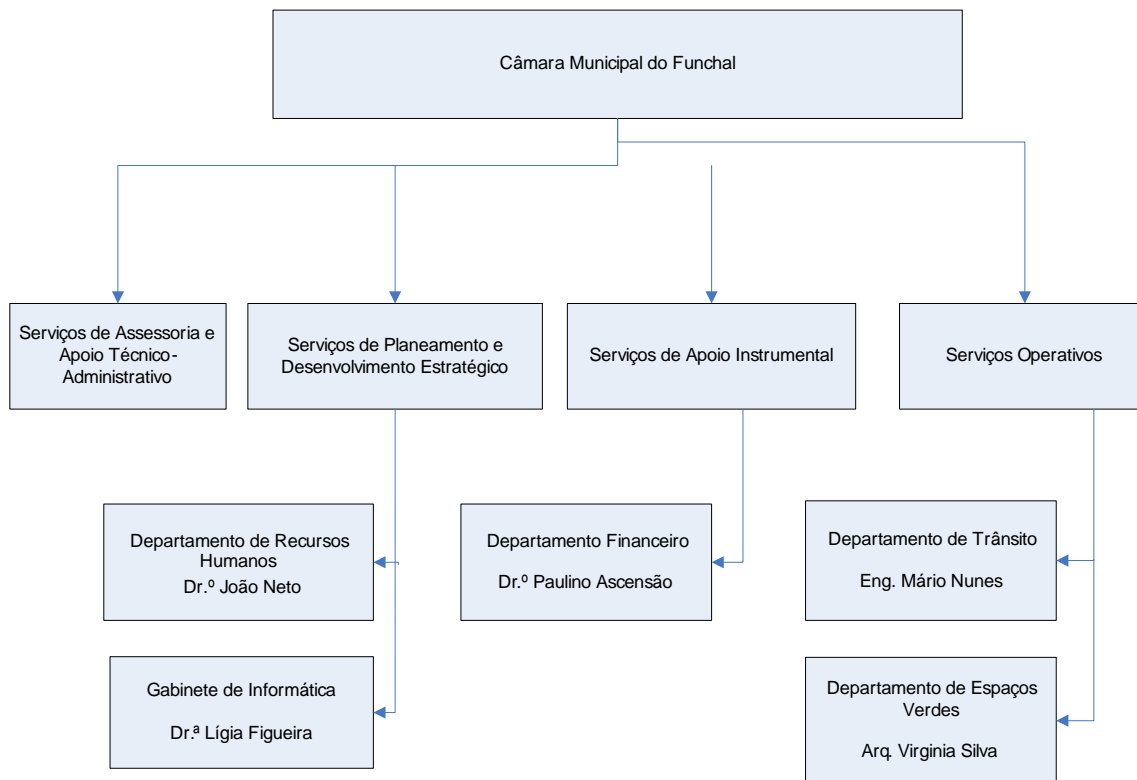 Câmara Municipal do Funchal
Serviços de Assessoria e
Apoio Técnico-
Administrativo
Serviços de Planeamento e
Desenvolvimento Estratégico
Serviços de Apoio Instrumental
Serviços Operativos
Departamento de Recursos
Humanos
Dr.º João Neto
Departamento Financeiro
Dr.º Paulino Ascensão
Departamento de Trânsito
Eng. Mário Nunes
Gabinete de Informática
Dr.ª Lígia Figueira
Departamento de Espaços
Verdes
Arq. Virginia Silva